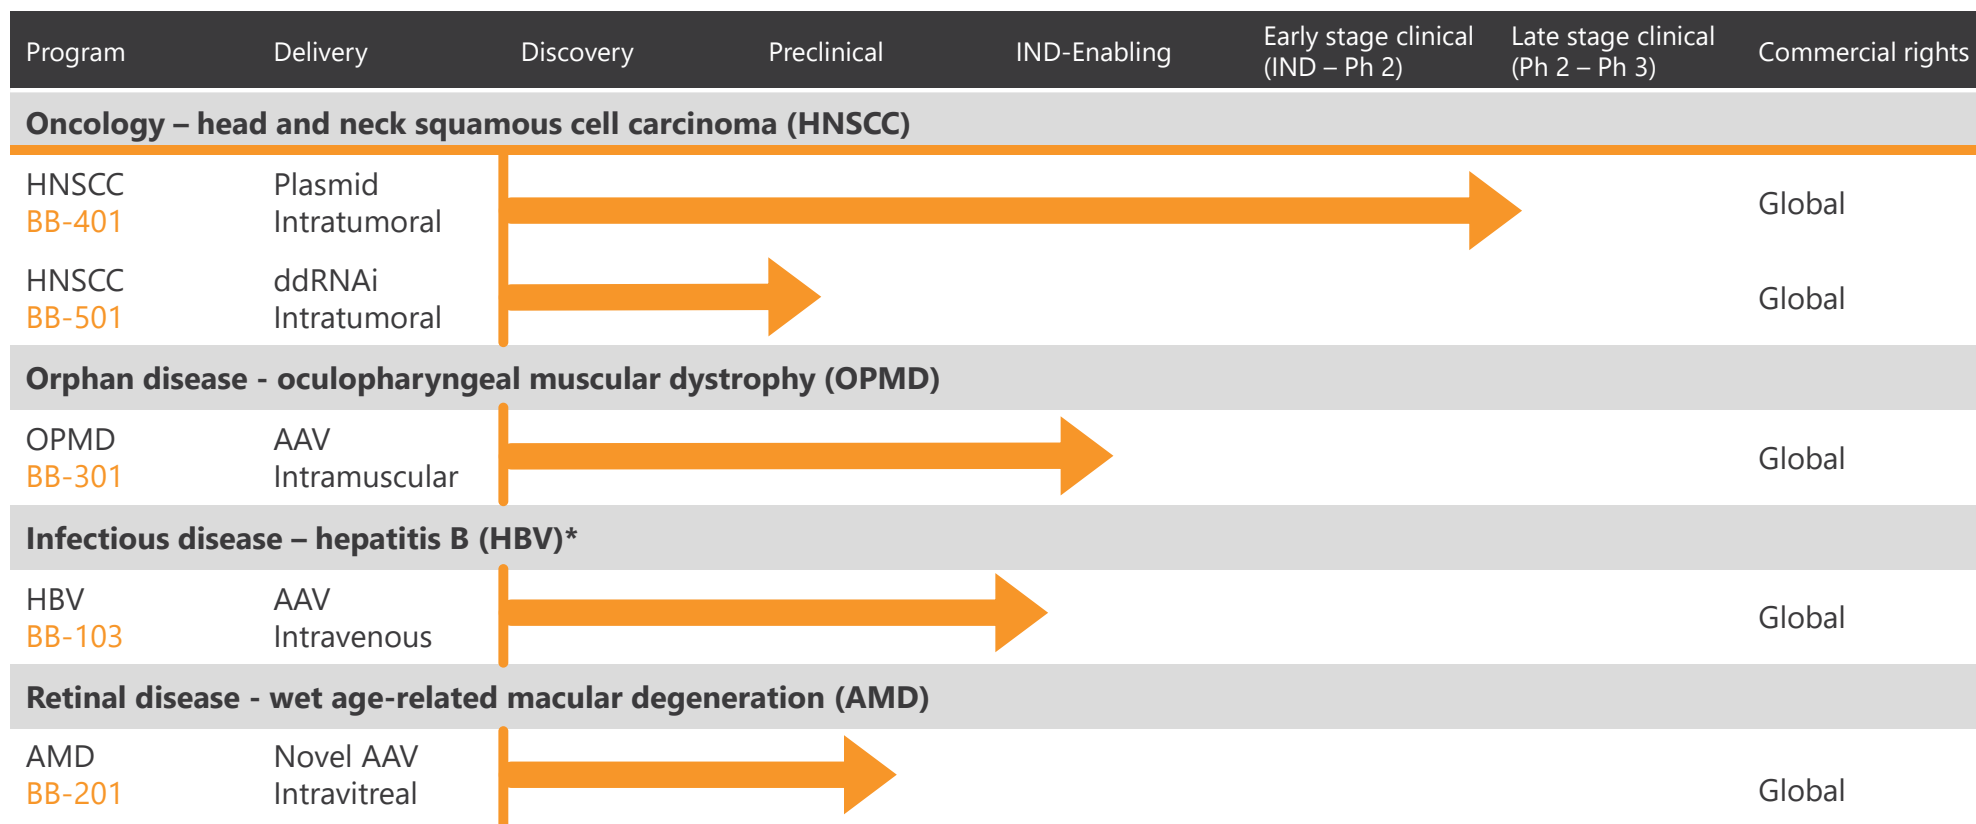 Program Delivery Discovery Preclinical IND-Enabling Early stage clinical (IND – Ph 2) Late stage clinical (Ph 2 – Ph 3) Commercial rights
Oncology – head and neck squamous cell carcinoma (HNSCC)
HNSCC Plasmid
BB-401 Intratumoral Global
HNSCC ddRNAi
BB-501 Intratumoral Global
Orphan disease - oculopharyngeal muscular dystrophy (OPMD)
OPMD AAV
BB-301 Intramuscular Global
Infectious disease – hepatitis B (HBV)*
HBV AAV
BB-103 Intravenous Global
Retinal disease - wet age-related macular degeneration (AMD)
AMD Novel AAV
BB-201 Intravitreal Global